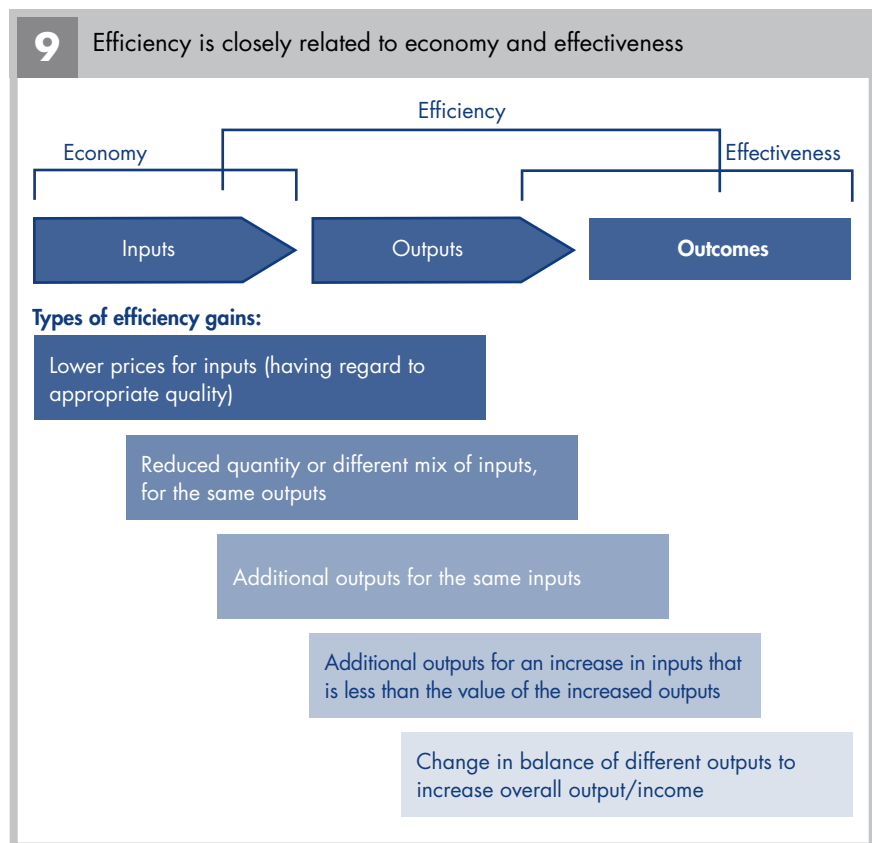 9
Efficiency is closely related to economy and effectiveness
Efficiency
Economy
Effectiveness
Inputs
Outputs
Outcomes
Types of efficiency gains:
Lower prices for inputs (having regard to
appropriate quality)
Reduced quantity or different mix of inputs,
for the same outputs
Additional outputs for the same inputs
Additional outputs for an increase in inputs that
is less than the value of the increased outputs
Change in balance of different outputs to
increase overall output/income